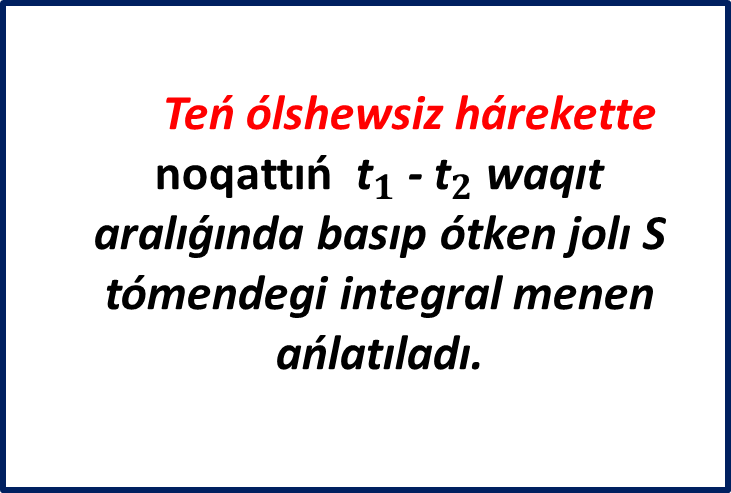 Teń ólshewsiz hárekette
noqattıń t₁ - t₂ waqıt
aralıǵında basıp ótken jolı S
tómendegi integral menen
ańlatıladı.